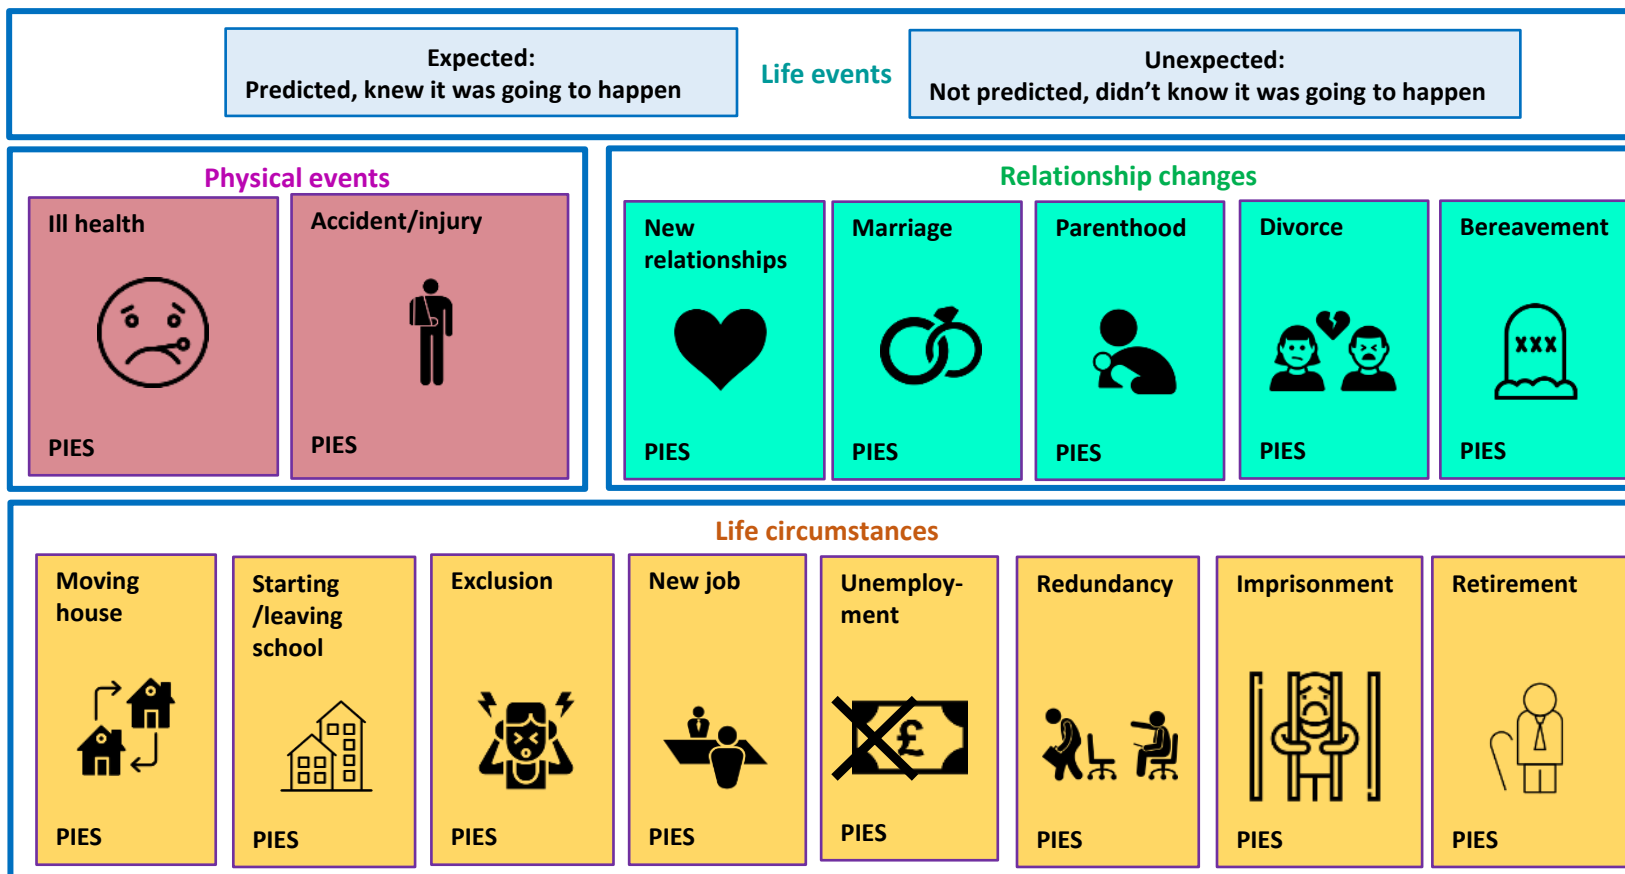 Expected:
Predicted, knew it was going to happen
Life events
Unexpected:
Not predicted, didn't know it was going to happen
Physical events
Ill health
PIES
Accident/injury
PIES
Relationship changes
New
relationships
PIES
Marriage
PIES
Parenthood
PIES
Divorce
PIES
Bereavement
XXX
PIES
Life circumstances
Moving
house
PIES
Starting
/leaving
school
PIES
Exclusion
PIES
New job
PIES
Unemploy-
ment
£
PIES
Redundancy
PIES
Imprisonment
PIES
Retirement
PIES